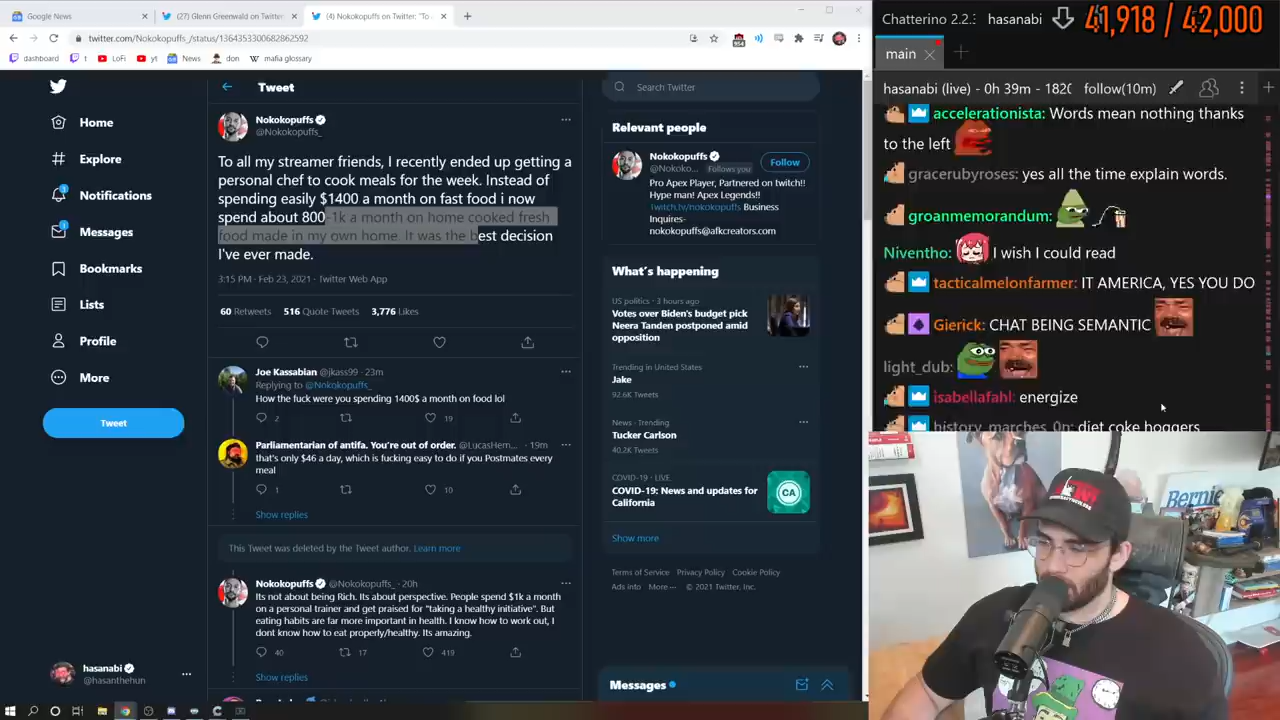 Google News
(27) Glenn Greenwald on Twitter
(4) Nokokopuffs on Twitter: "To
twitter.com/Nokokopuffs_/status/1364353300682862592
dashboard
t
LoFi
yt
News
don
mafia glossary
Home
Explore
Notifications
Messages
Bookmarks
Lists
Profile
More
Tweet
hasanabi
@hasanthehun
Tweet
Nokokopuffs
@Nokokopuffs_
To all my streamer friends, I recently ended up getting a
personal chef to cook meals for the week. Instead of
spending easily $1400 a month on fast food i now
spend about 800-1k a month on home cooked fresh
food made in my own home. It was the best decision
I've ever made.
3:15 PM · Feb 23, 2021 · Twitter Web App
60 Retweets 516 Quote Tweets 3,776 Likes
Joe Kassabian @jkass99 · 23m
Replying to @Nokokopuffs_
How the fuck were you spending 1400$ a month on food lol
2 19
Parliamentarian of antifa. You're out of order. @LucasHern... · 19m
that's only $46 a day, which is fucking easy to do if you Postmates every
meal
1 10
Show replies
This Tweet was deleted by the Tweet author. Learn more
Nokokopuffs @Nokokopuffs_ · 20h
Its not about being Rich. Its about perspective. People spend $1k a month
on a personal trainer and get praised for "taking a healthy initiative". But
eating habits are far more important in health. I know how to work out, I
dont know how to eat properly/healthy. Its amazing.
40 17 419
Show replies
Search Twitter
Relevant people
Nokokopuffs
@Nokoko... Follows you
Follow
Pro Apex Player, Partnered on twitch!!
Hype man! Apex Legends!!
Twitch.tv/nokokopuffs Business
Inquires-
nokokopuffs@afkcreators.com
What's happening
US politics · 3 hours ago
Votes over Biden's budget pick
Neera Tanden postponed amid
opposition
Trending in United States
Jake
92.6K Tweets
News · Trending
Tucker Carlson
40.2K Tweets
COVID-19 · LIVE
COVID-19: News and updates for
California
CA
Show more
Terms of Service Privacy Policy Cookie Policy
Ads Info More ··· © 2021 Twitter, Inc.
Messages
Chatterino 2.2.: hasanabi
41,918 / 42,000
main
hasanabi (live) - 0h 39m - 1820 follow(10m)
accelerationista: Words mean nothing thanks
to the left
gracerubyroses: yes all the time explain words.
groanmemorandum:
Niventho: I wish I could read
tacticalmelonfarmer: IT AMERICA, YES YOU DO
Gierick: CHAT BEING SEMANTIC
light_dub:
isabellafahl: energize
history_marches_0n: diet coke hoggers
Bernie